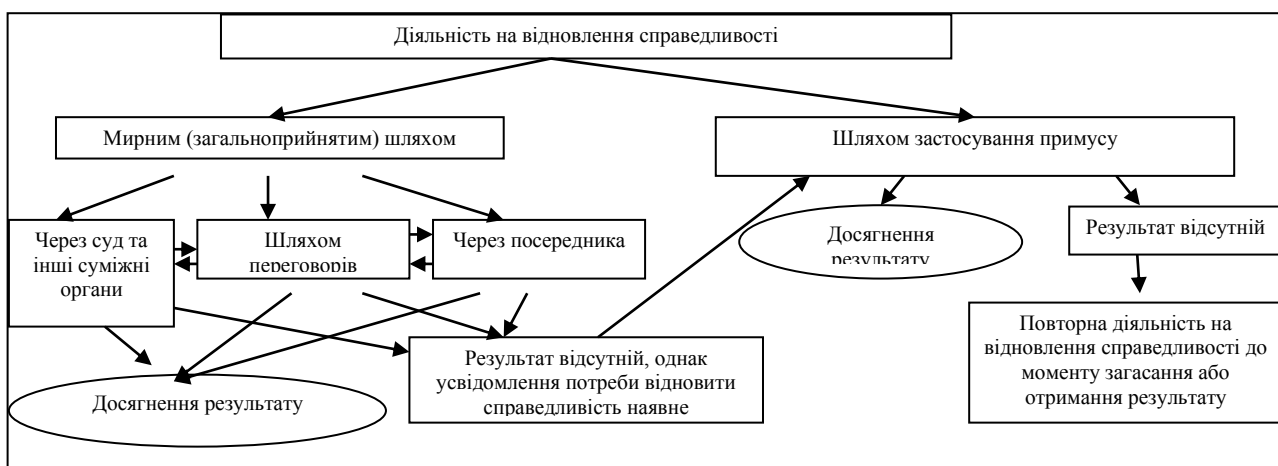 Діяльність на відновлення справедливості
Мирним (загальноприйнятим) шляхом
Шляхом застосування примусу
Через суд та
інші суміжні
органи
Шляхом
переговорів
Через посередника
Досягнення
результату
Результат відсутній
Результат відсутній, однак
усвідомлення потреби відновити
справедливість наявне
Повторна діяльність на
відновлення справедливості до
моменту загасання або
отримання результату
Досягнення результату